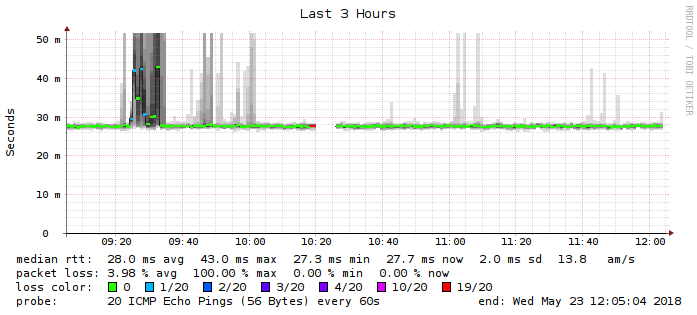 Last 3 Hours
RRDTOOL / TOBI OETIKER
Seconds
50 m
40 m
30 m
20 m
10 m
0
09:20 09:40 10:00 10:20 10:40 11:00 11:20 11:40 12:00
median rtt: 28.0 ms avg 43.0 ms max 27.3 ms min 27.7 ms now 2.0 ms sd 13.8 am/s
packet loss: 3.98 % avg 100.00 % max 0.00 % min 0.00 % now
loss color: 0 1/20 2/20 3/20 4/20 10/20 19/20
probe: 20 ICMP Echo Pings (56 Bytes) every 60s end: Wed May 23 12:05:04 2018